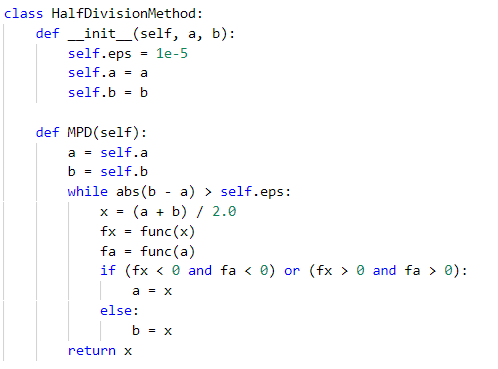 class HalfDivisionMethod:
    def __init__(self, a, b):
        self.eps = 1e-5
        self.a = a
        self.b = b

    def MPD(self):
        a = self.a
        b = self.b
        while abs(b - a) > self.eps:
            x = (a + b) / 2.0
            fx = func(x)
            fa = func(a)
            if (fx < 0 and fa < 0) or (fx > 0 and fa > 0):
                a = x
            else:
                b = x
        return x